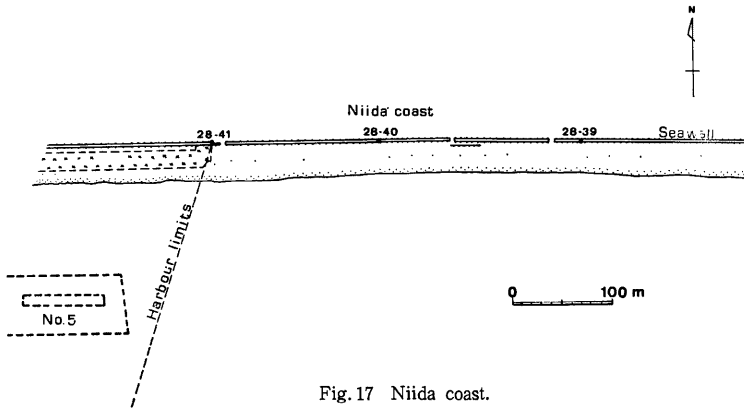 N
Niida coast
28-41
28-40
28-39
Seawall
Harbour limits
No.5
0 100 m
Fig. 17 Niida coast.